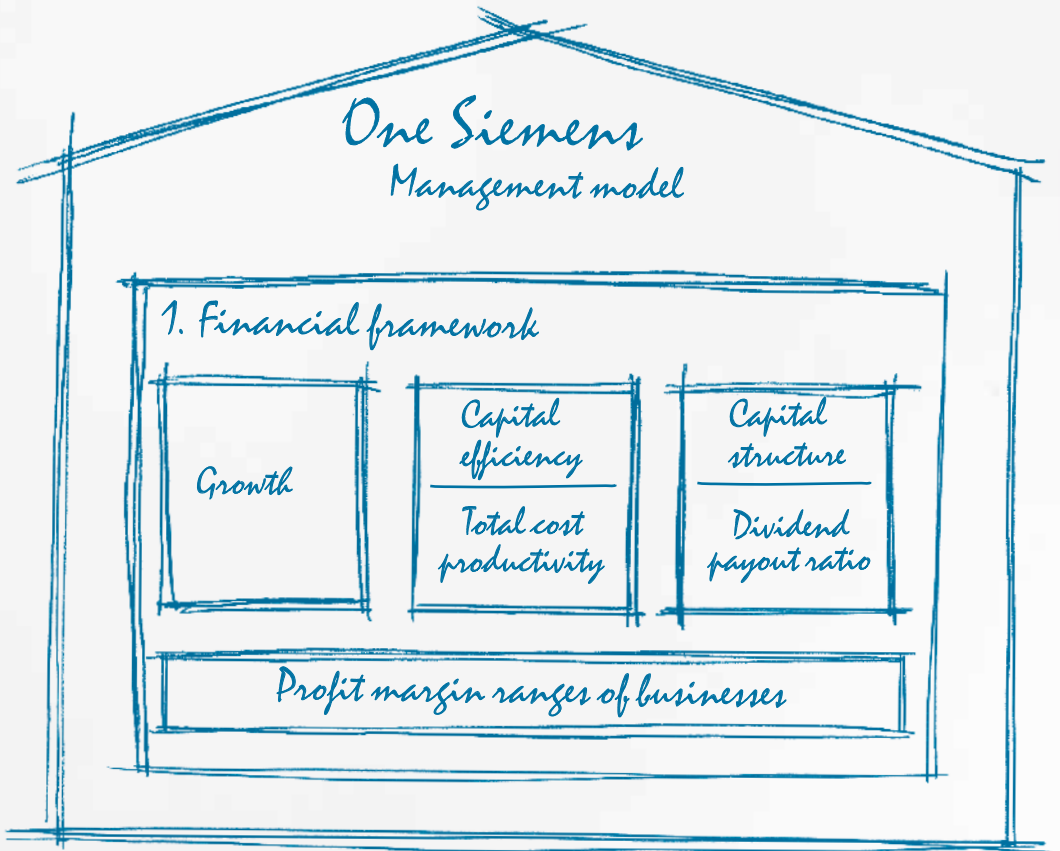 One Siemens
Management model
1. Financial framework
Growth
Capital
efficiency
Total cost
productivity
Capital
structure
Dividend
payout ratio
Profit margin ranges of businesses